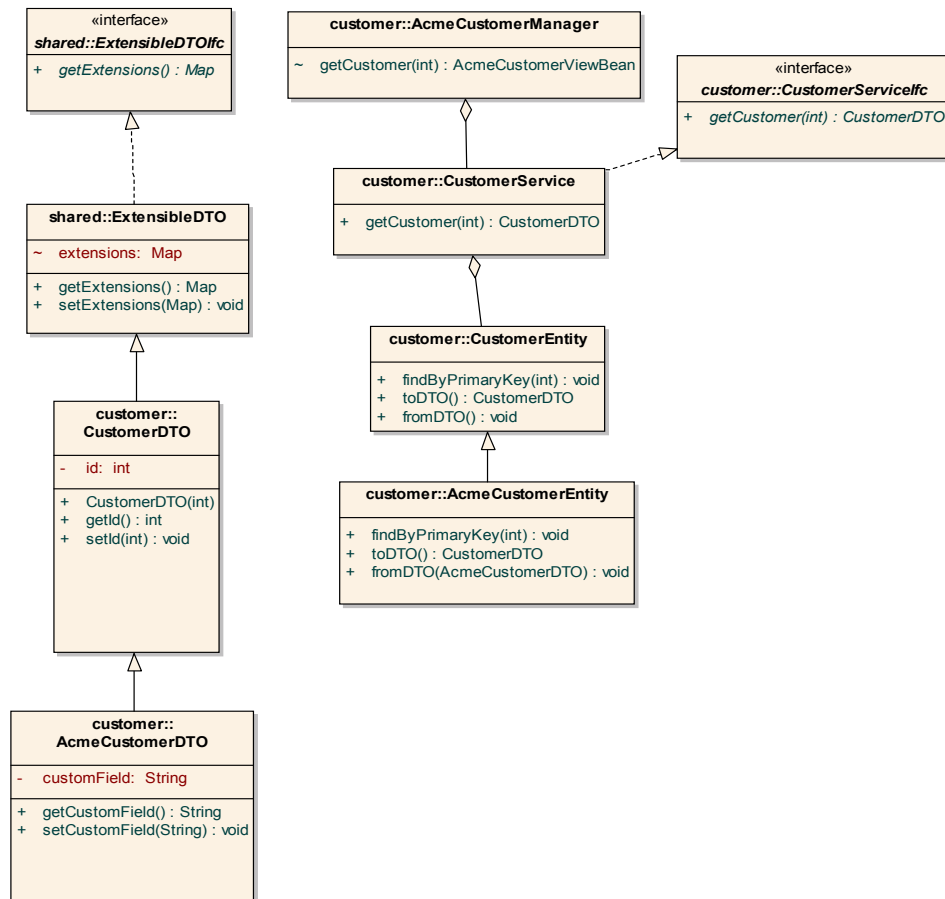 «interface»
shared::ExtensibleDTOIfc
+ getExtensions() : Map
customer::AcmeCustomerManager
~ getCustomer(int) : AcmeCustomerViewBean
«interface»
customer::CustomerServiceIfc
+ getCustomer(int) : CustomerDTO
customer::CustomerService
+ getCustomer(int) : CustomerDTO
shared::ExtensibleDTO
~ extensions: Map
+ getExtensions() : Map
+ setExtensions(Map) : void
customer::CustomerEntity
+ findByPrimaryKey(int) : void
+ toDTO() : CustomerDTO
+ fromDTO() : void
customer::
CustomerDTO
- id: int
+ CustomerDTO(int)
+ getId() : int
+ setId(int) : void
customer::AcmeCustomerEntity
+ findByPrimaryKey(int) : void
+ toDTO() : CustomerDTO
+ fromDTO(AcmeCustomerDTO) : void
customer::
AcmeCustomerDTO
- customField: String
+ getCustomField() : String
+ setCustomField(String) : void